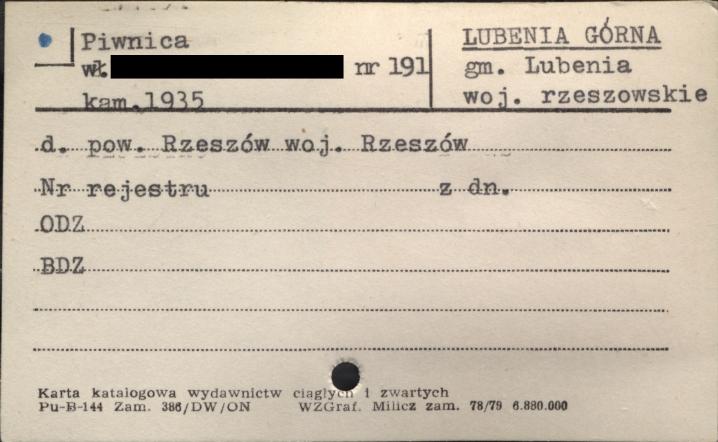 Piwnica
wł. nr 191
kam. 1935
LUBENIA GÓRNA
gm. Lubenia
woj. rzeszowskie
d. pow. Rzeszów woj. Rzeszów
Nr rejestru z dn.
ODZ
BDZ
Karta katalogowa wydawnictw ciągłych i zwartych
Pu-B-144 Zam. 386/DW/ON WZGraf. Milicz zam. 78/79 6.880.000